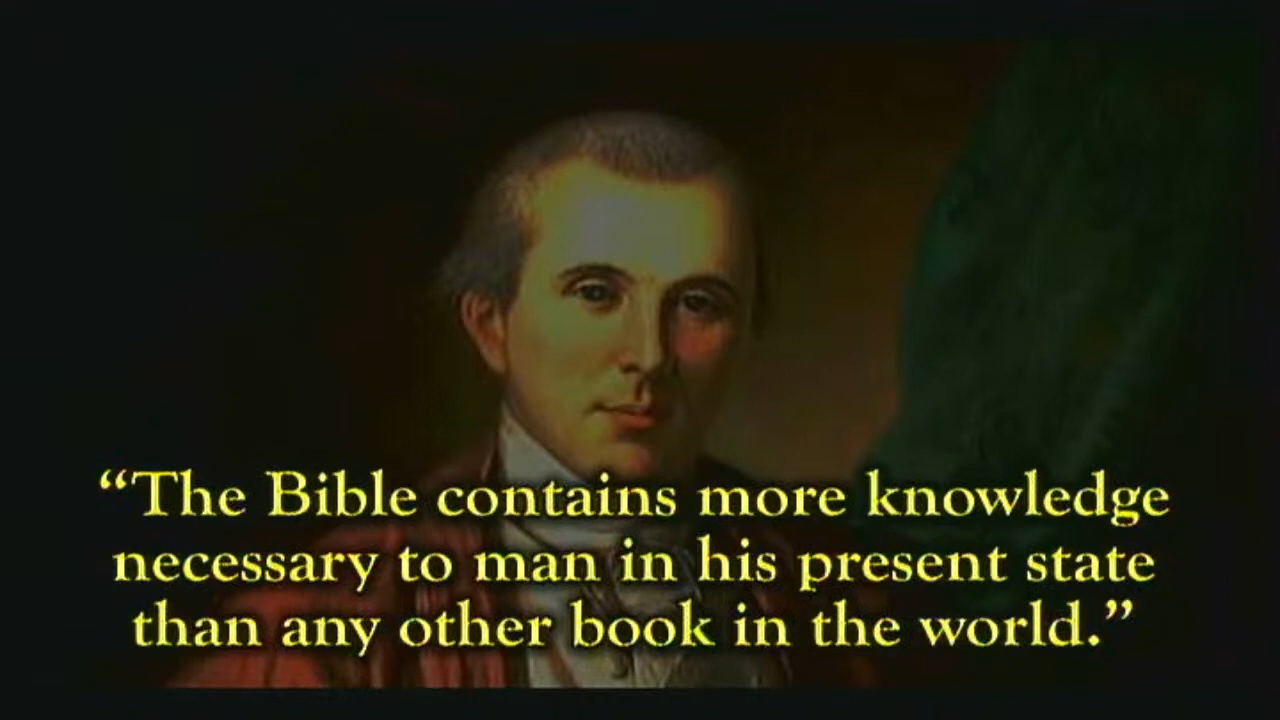 “The Bible contains more knowledge
necessary to man in his present state
than any other book in the world.”